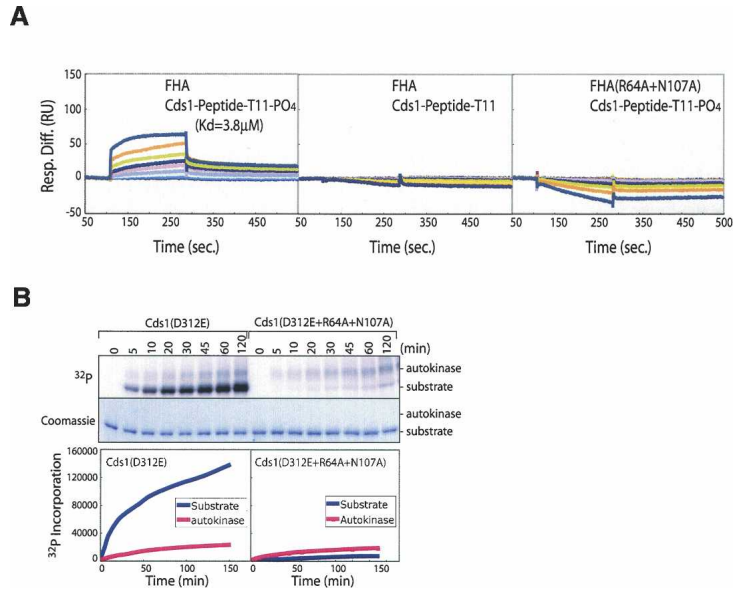 A
Resp. Diff. (RU)
150
100
50
0
-50
FHA
Cds1-Peptide-T11-PO4
(Kd=3.8μM)
FHA
Cds1-Peptide-T11
FHA(R64A+N107A)
Cds1-Peptide-T11-PO4
50 150 250 350 450 50 150 250 350 450 50 150 250 350 450 500
Time (sec.) Time (sec.) Time (sec.)
B
Cds1(D312E) Cds1(D312E+R64A+N107A)
0 5 10 20 30 45 60 120 0 5 10 20 30 45 60 120 (min)
32P
autokinase
substrate
Coomassie
autokinase
substrate
32P Incorporation
160000
120000
80000
40000
0
Cds1(D312E)
Substrate
autokinase
Cds1(D312E+R64A+N107A)
Substrate
Autokinase
0 50 100 150 0 50 100 150
Time (min) Time (min)